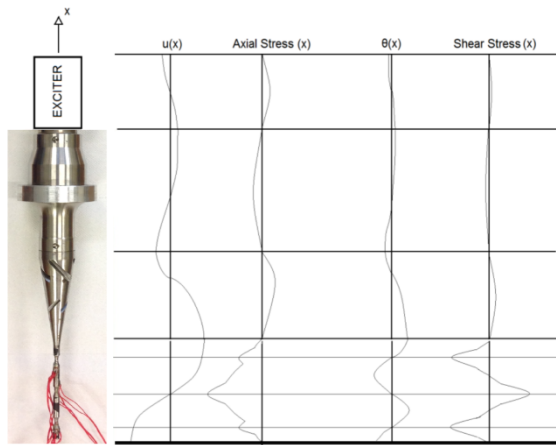 x
u(x)
Axial Stress (x)
θ(x)
Shear Stress (x)
EXCITER